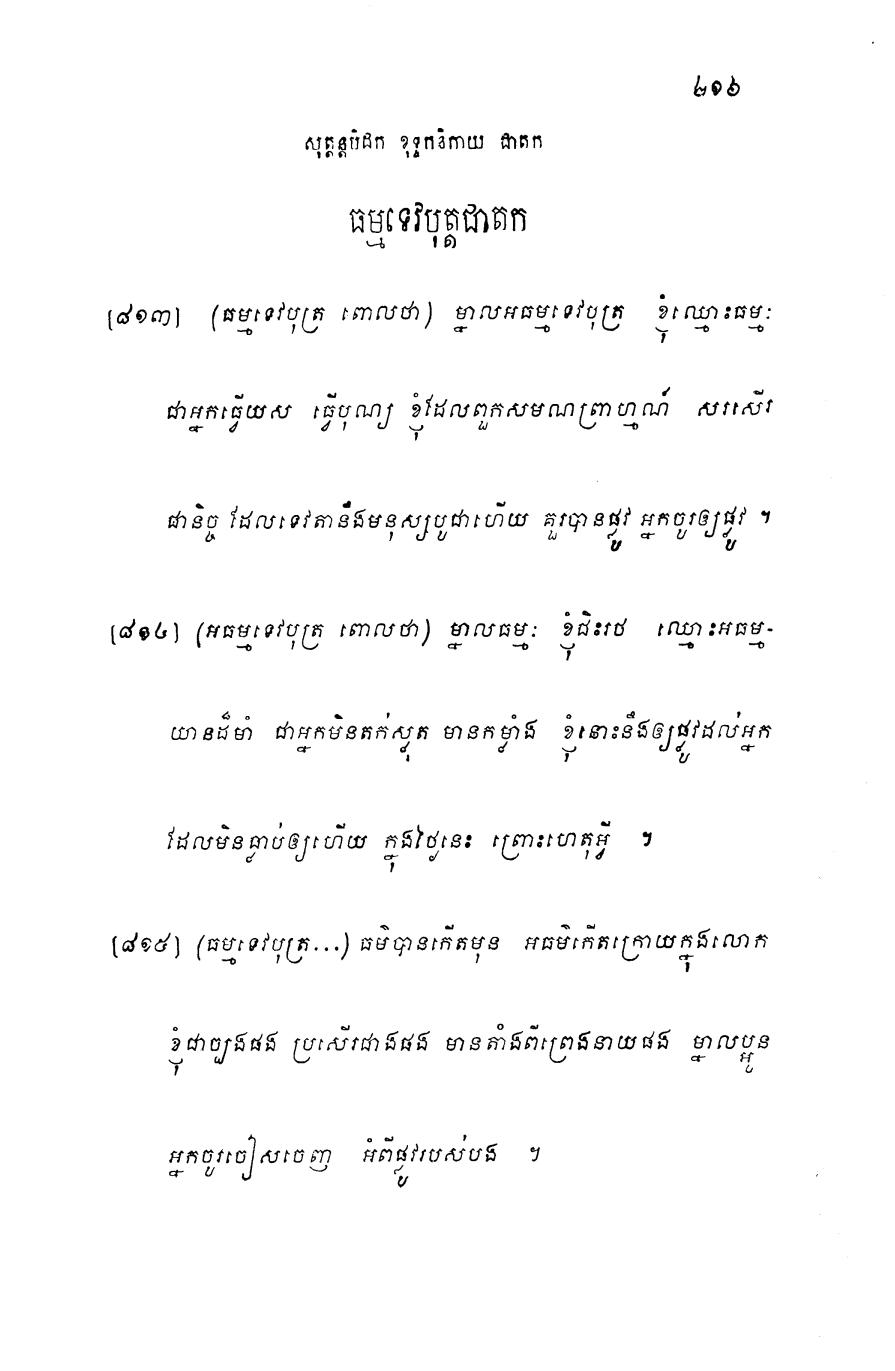 ២១៦
សុត្តន្តបិដក ខុទ្ទកនិកាយ ជាតក
ធម្មទេវបុត្តជាតក
[៨១៣] (ធម្មទេវបុត្រ ពោលថា) ម្នាលអធម្មទេវបុត្រ ខ្ញុំឈ្មោះធម្មៈ
ជាអ្នកធ្វើយស ធ្វើបុណ្យ ខ្ញុំដែលពួកសមណព្រាហ្មណ៍ សរសើរ
ជានិច្ច ដែលទេវតានឹងមនុស្សបូជាហើយ គួរបានផ្លូវ អ្នកចូរឲ្យផ្លូវ ។
[៨១៤] (អធម្មទេវបុត្រ ពោលថា) ម្នាលធម្មៈ ខ្ញុំជិះរថ ឈ្មោះអធម្ម-
យានដ៏មាំ ជាអ្នកមិនតក់ស្លុត មានកម្លាំង ខ្ញុំនោះនឹងឲ្យផ្លូវដល់អ្នក
ដែលមិនធ្លាប់ឲ្យហើយ ក្នុងថ្ងៃនេះ ព្រោះហេតុអ្វី ។
[៨១៥] (ធម្មទេវបុត្រ...) ធម៌បានកើតមុន អធម៌កើតក្រោយក្នុងលោក
ខ្ញុំជាច្បងផង ប្រសើរជាងផង មានតាំងពីព្រេងនាយផង ម្នាលប្អូន
អ្នកចូរចៀសចេញ អំពីផ្លូវរបស់បង ។